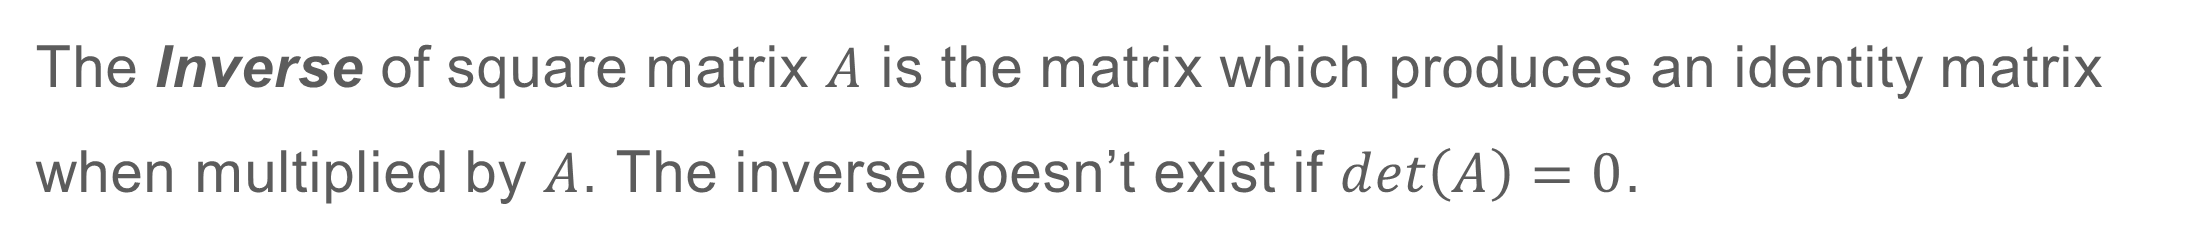 The Inverse of square matrix A is the matrix which produces an identity matrix
when multiplied by A. The inverse doesn’t exist if det(A) = 0.